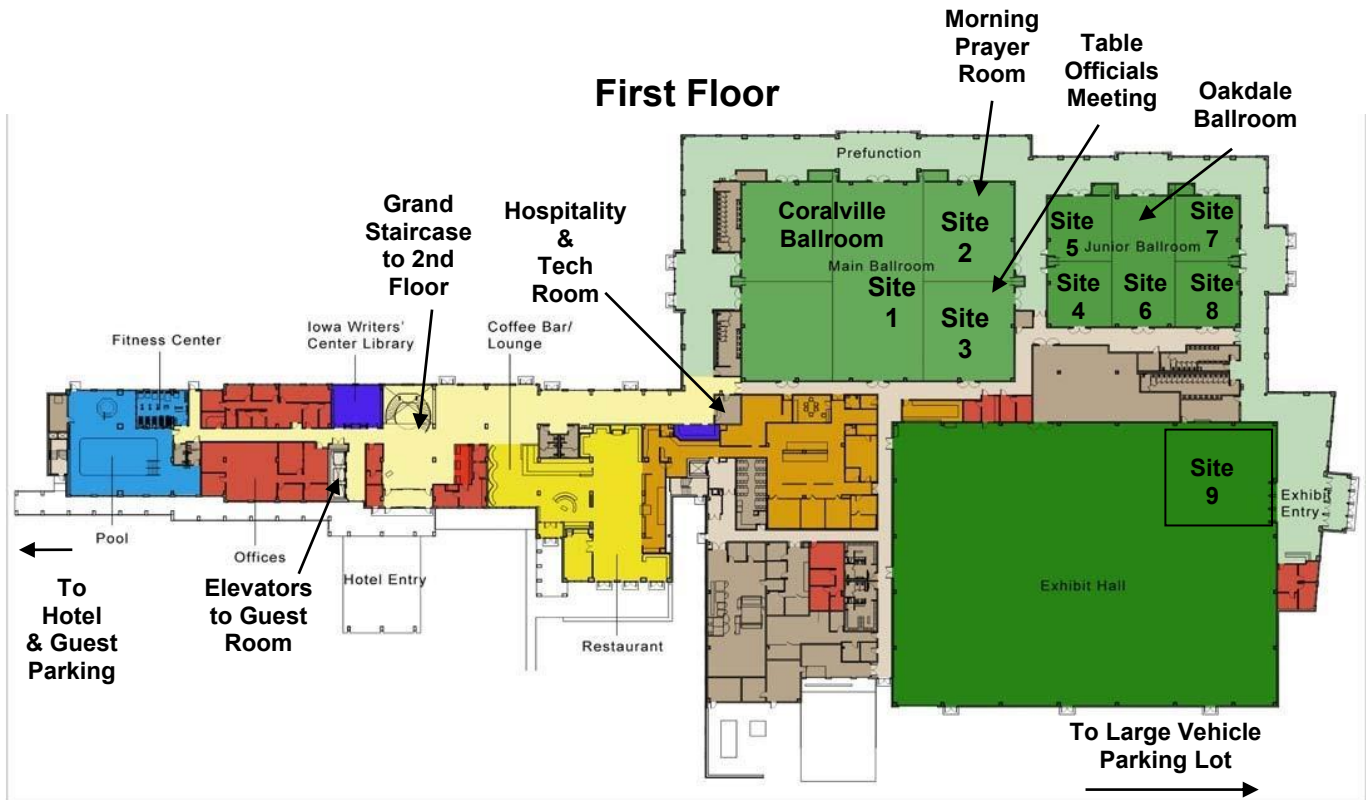 First Floor
Morning
Prayer
Room
Table
Officials
Meeting
Oakdale
Ballroom
Prefunction
Grand
Staircase
to 2nd
Floor
Hospitality
&
Tech
Room
Coralville
Ballroom
Main Ballroom
Site
1
Site
2
Site
3
Site
5
Junior Ballroom
Site
7
Site
4
Site
6
Site
8
Fitness Center
Iowa Writers'
Center Library
Coffee Bar/
Lounge
Site
9
Exhibit
Entry
Pool
Offices
Hotel Entry
Restaurant
Exhibit Hall
To
Hotel
& Guest
Parking
Elevators
to Guest
Room
To Large Vehicle
Parking Lot